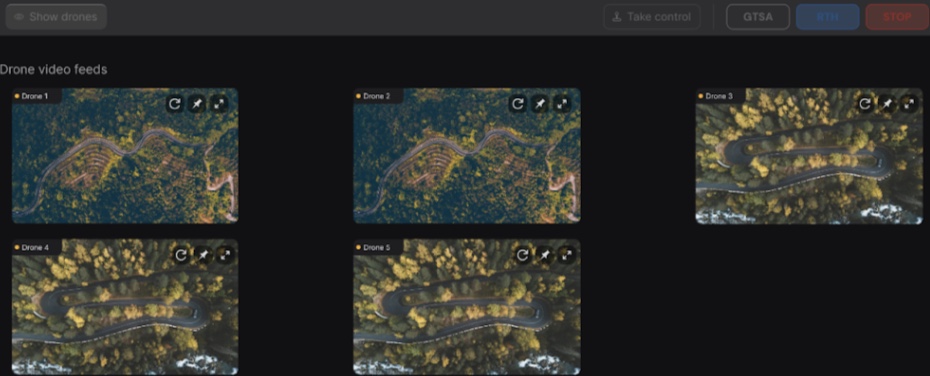 Show drones
Take control
GTSA
RTH
STOP
Drone video feeds
Drone 1
Drone 2
Drone 3
Drone 4
Drone 5